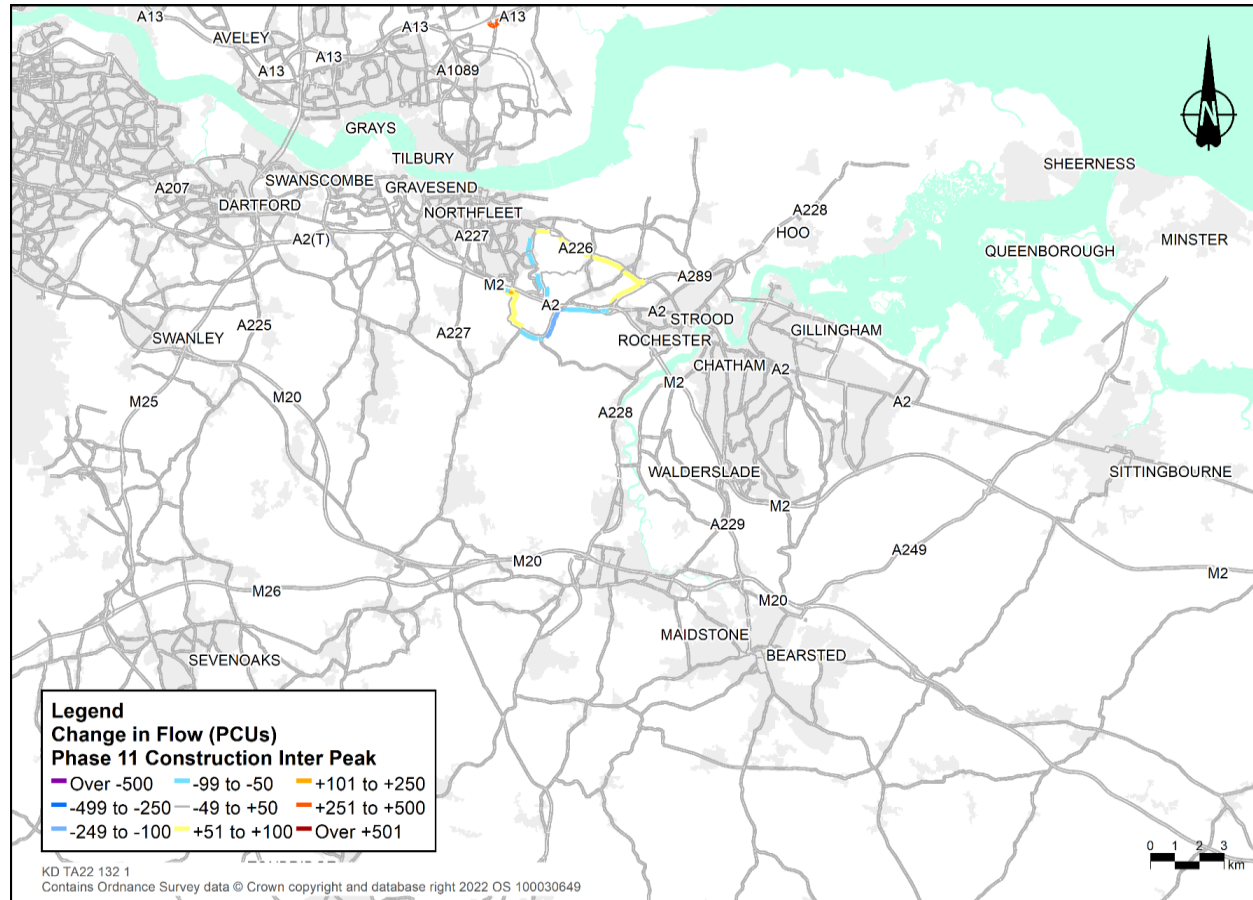 A13
A13
AVELEY
A13
A13
A13
A1089
GRAYS
TILBURY
SHEERNESS
A207
SWANSCOMBE
GRAVESEND
DARTFORD
NORTHFLEET
A228
HOO
A2(T)
A227
A226
QUEENBOROUGH
MINSTER
A289
M2
A2
A2
STROOD
SWANLEY
A225
A227
ROCHESTER
GILLINGHAM
CHATHAM
A2
M2
M25
M20
A228
A2
WALDERSLADE
SITTINGBOURNE
M2
A229
A249
M20
M2
M26
M20
MAIDSTONE
BEARSTED
SEVENOAKS
N
Legend
Change in Flow (PCUs)
Phase 11 Construction Inter Peak
Over -500 -99 to -50 +101 to +250
-499 to -250 -49 to +50 +251 to +500
-249 to -100 +51 to +100 Over +501
0 1 2 3
km
KD TA22 132 1
Contains Ordnance Survey data © Crown copyright and database right 2022 OS 100030649